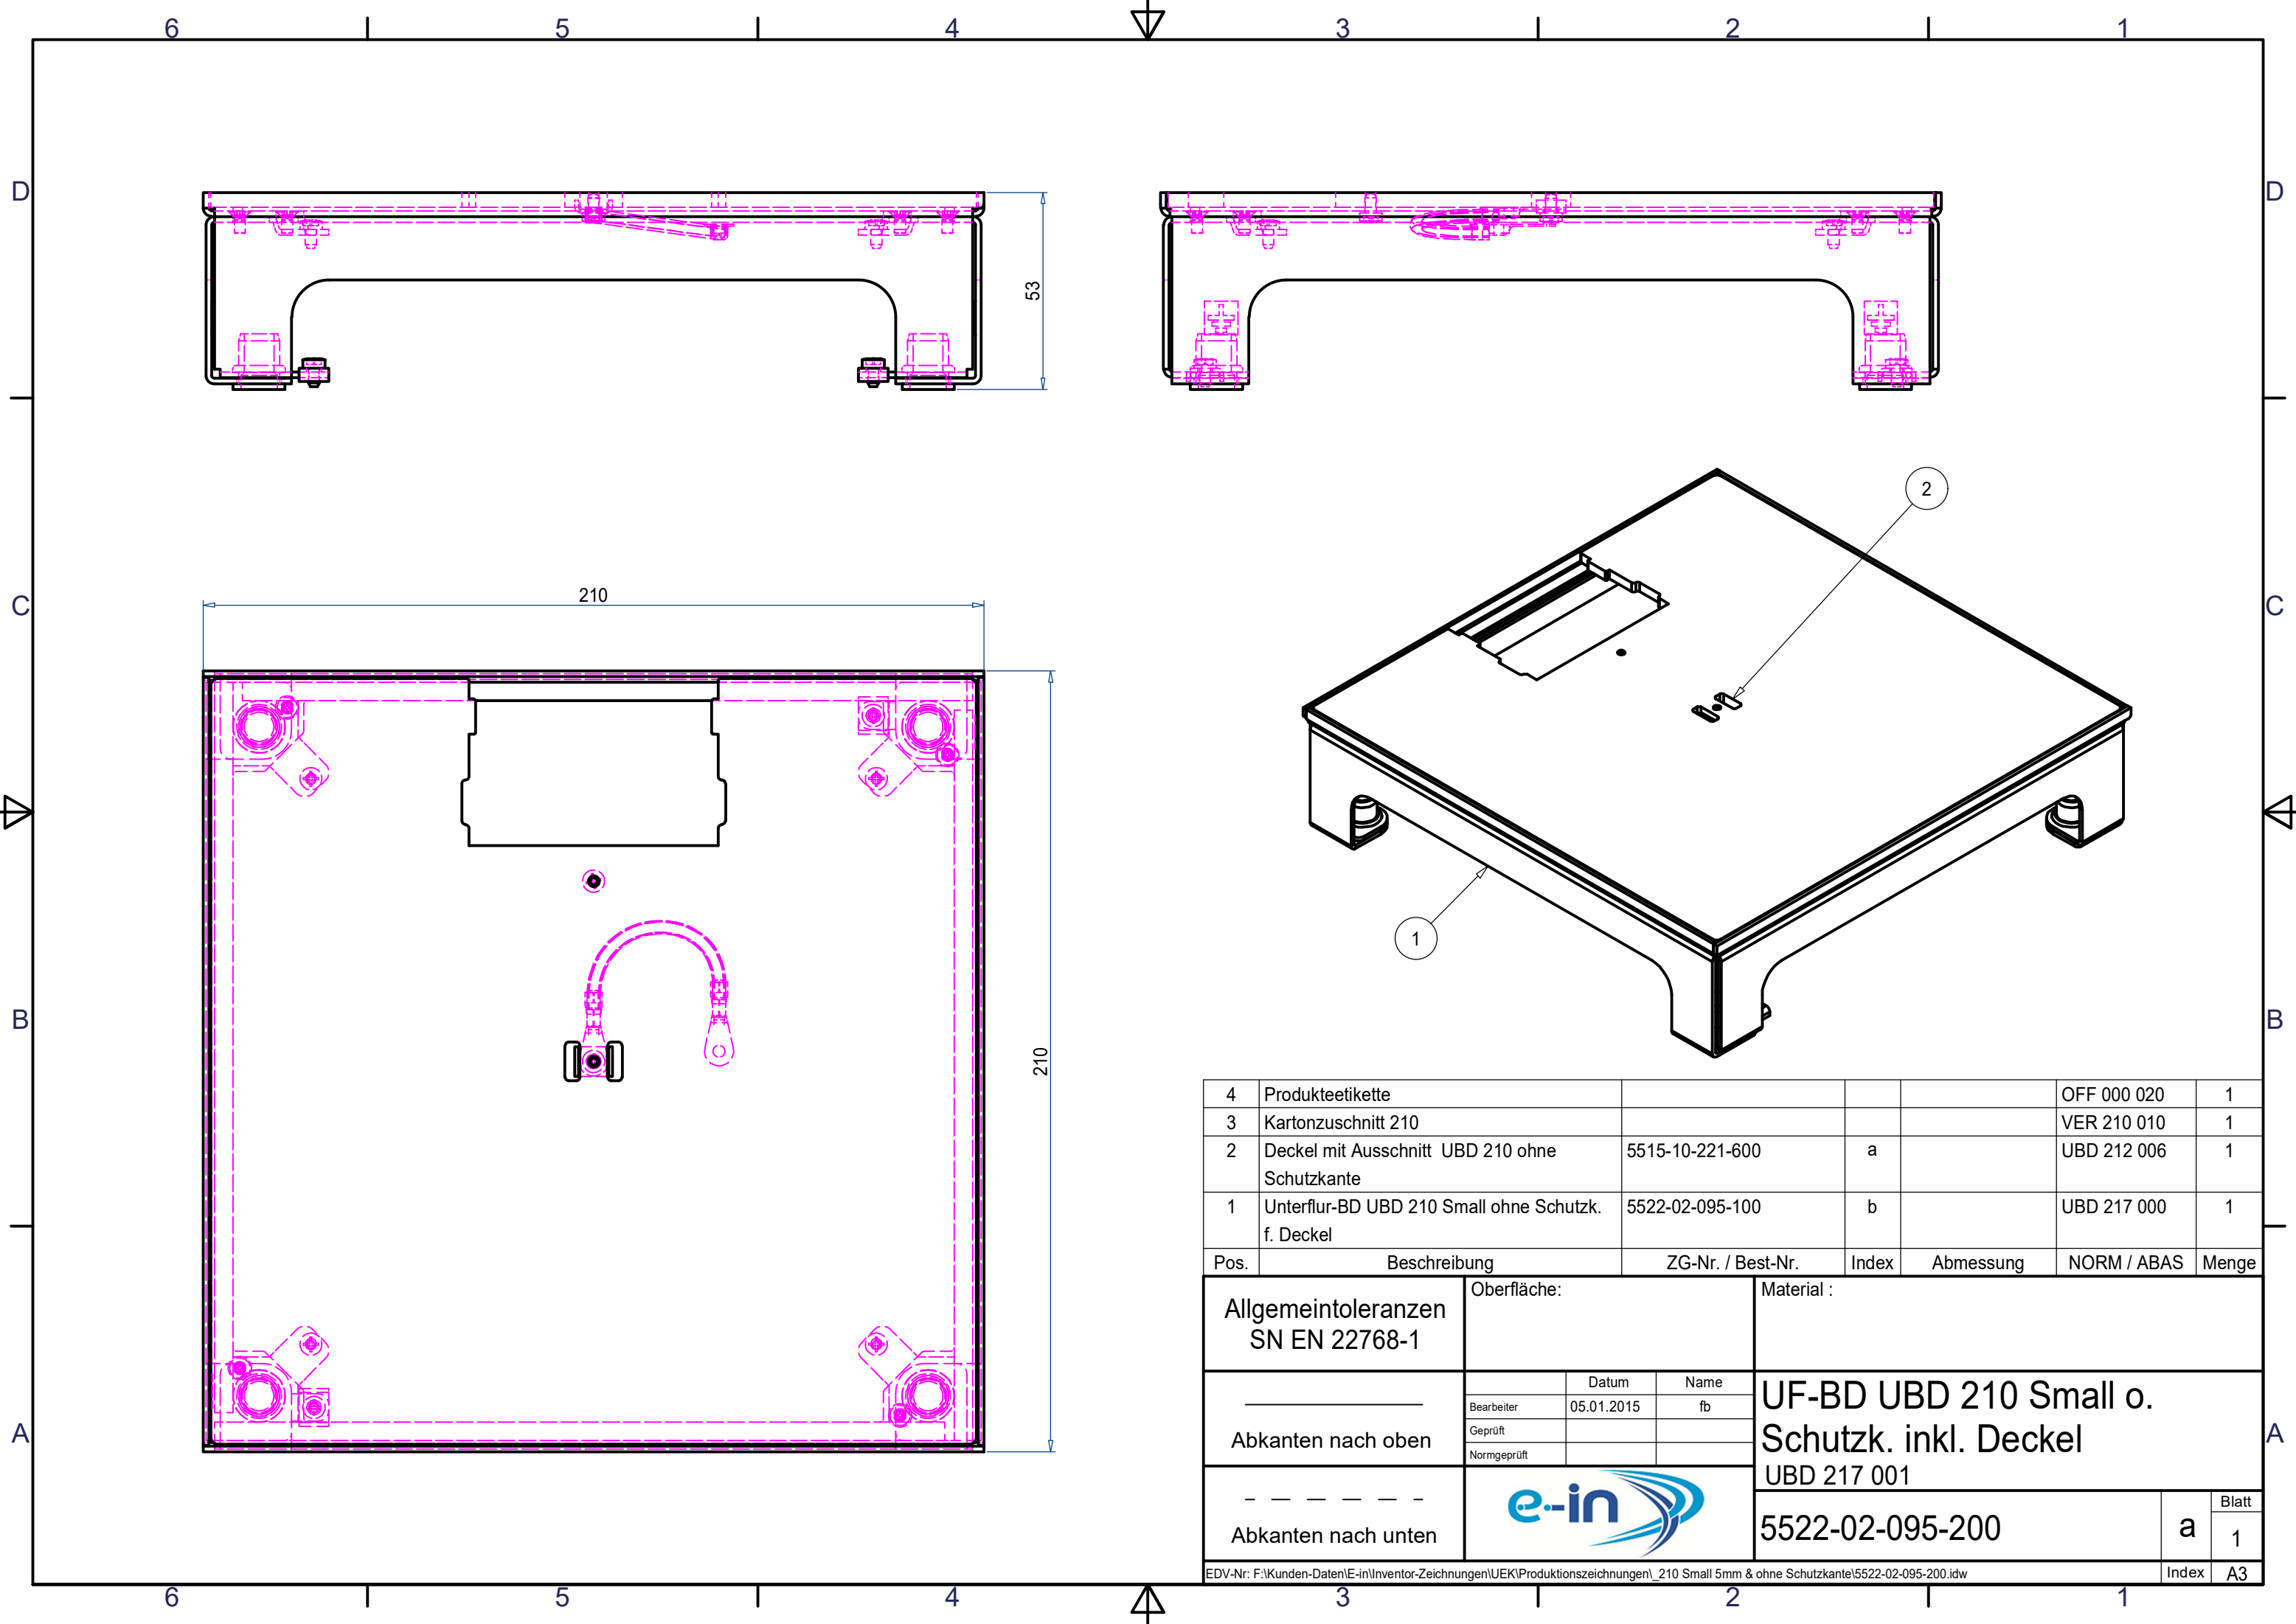 6 5 4 3 2 1
D D
53
2
C C
210
1
210
B B
4 Produkteetikette OFF 000 020 1
3 Kartonzuschnitt 210 VER 210 010 1
2 Deckel mit Ausschnitt UBD 210 ohne 5515-10-221-600 a UBD 212 006 1
Schutzkante
1 Unterflur-BD UBD 210 Small ohne Schutzk. 5522-02-095-100 b UBD 217 000 1
f. Deckel
Pos. Beschreibung ZG-Nr. / Best-Nr. Index Abmessung NORM / ABAS Menge
Allgemeintoleranzen
SN EN 22768-1
Oberfläche:
Material :
Abkanten nach oben
Abkanten nach unten
Datum Name
Bearbeiter 05.01.2015 fb
Geprüft
Normgeprüft
e-in
UF-BD UBD 210 Small o.
Schutzk. inkl. Deckel
UBD 217 001
5522-02-095-200
a
Blatt
1
A A
EDV-Nr: F:\Kunden-Daten\E-in\Inventor-Zeichnungen\UEK\Produktionszeichnungen\_210 Small 5mm & ohne Schutzkante\5522-02-095-200.idw
Index A3
6 5 4 3 2 1